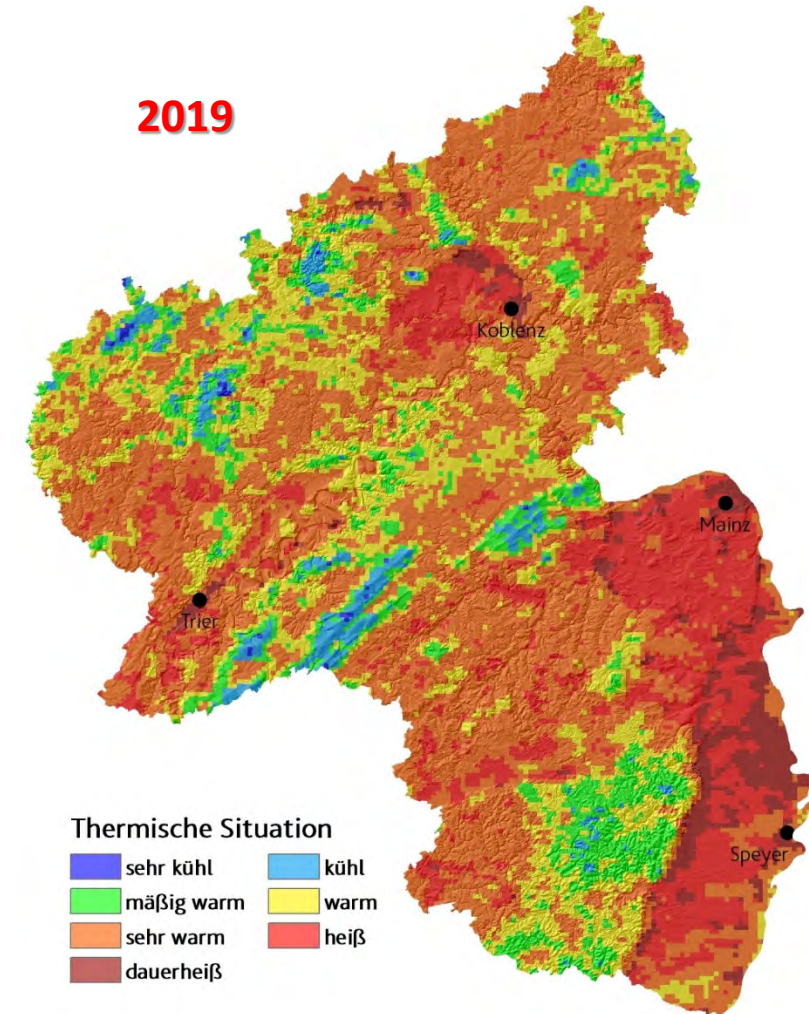 2019
Koblenz
Mainz
Trier
Speyer
Thermische Situation
sehr kühl
kühl
mäßig warm
warm
sehr warm
heiß
dauerheiß